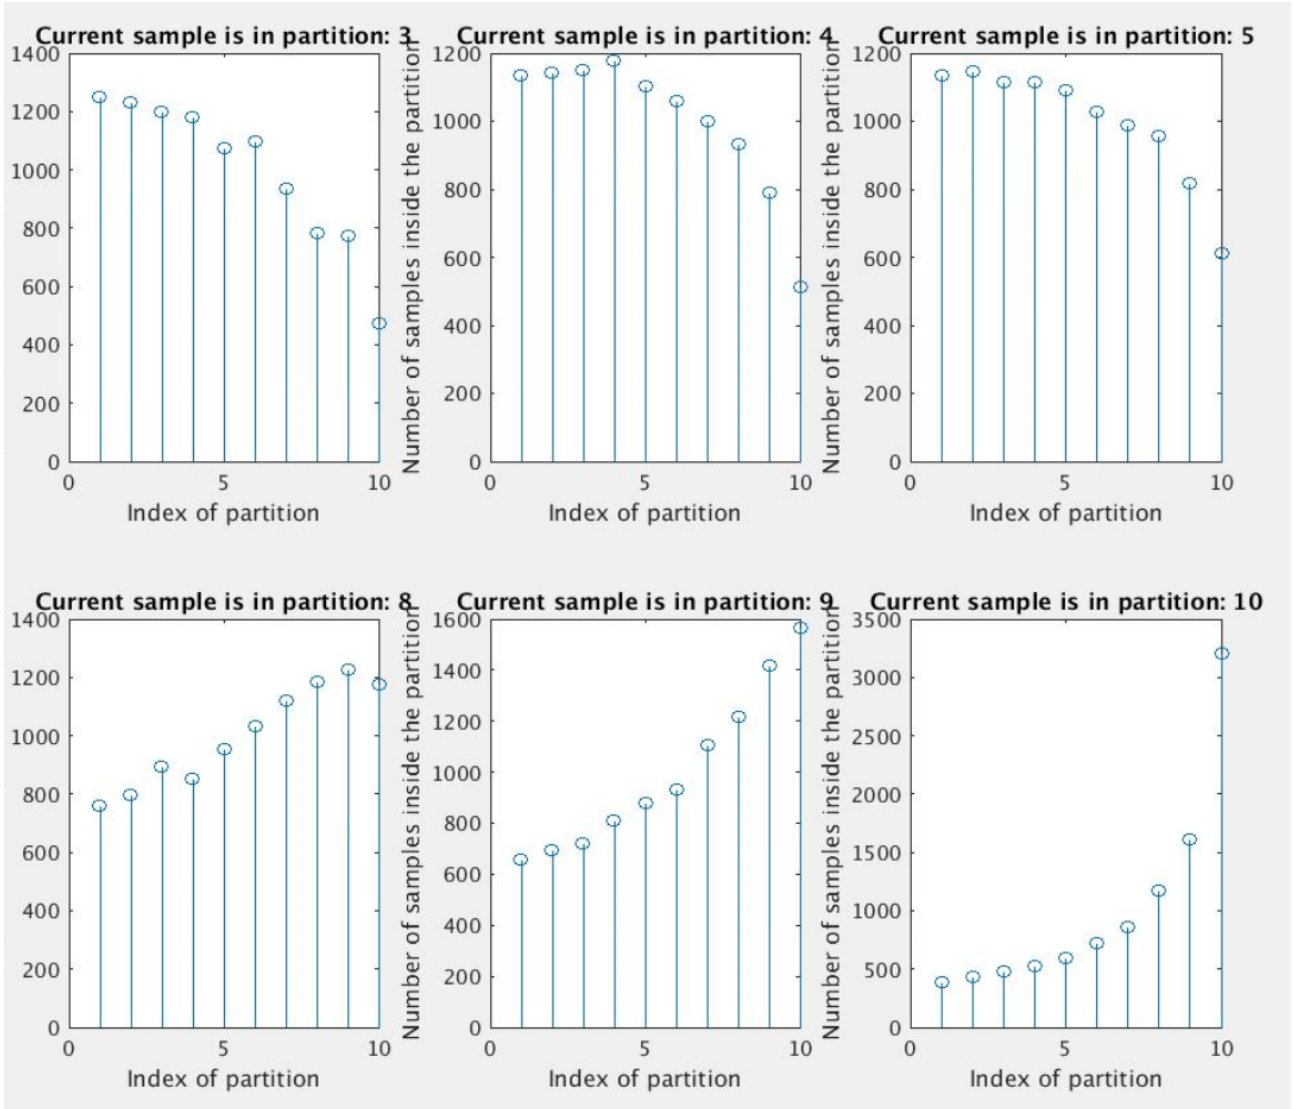 Current sample is in partition: 3
1400
1200
1000
800
600
400
200
0
0 5 10
Index of partition
Current sample is in partition: 4
Number of samples inside the partition
1200
1000
800
600
400
200
0
0 5 10
Index of partition
Current sample is in partition: 5
Number of samples inside the partition
1200
1000
800
600
400
200
0
0 5 10
Index of partition
Current sample is in partition: 8
1400
1200
1000
800
600
400
200
0
0 5 10
Index of partition
Current sample is in partition: 9
Number of samples inside the partition
1600
1400
1200
1000
800
600
400
200
0
0 5 10
Index of partition
Current sample is in partition: 10
Number of samples inside the partition
3500
3000
2500
2000
1500
1000
500
0
0 5 10
Index of partition